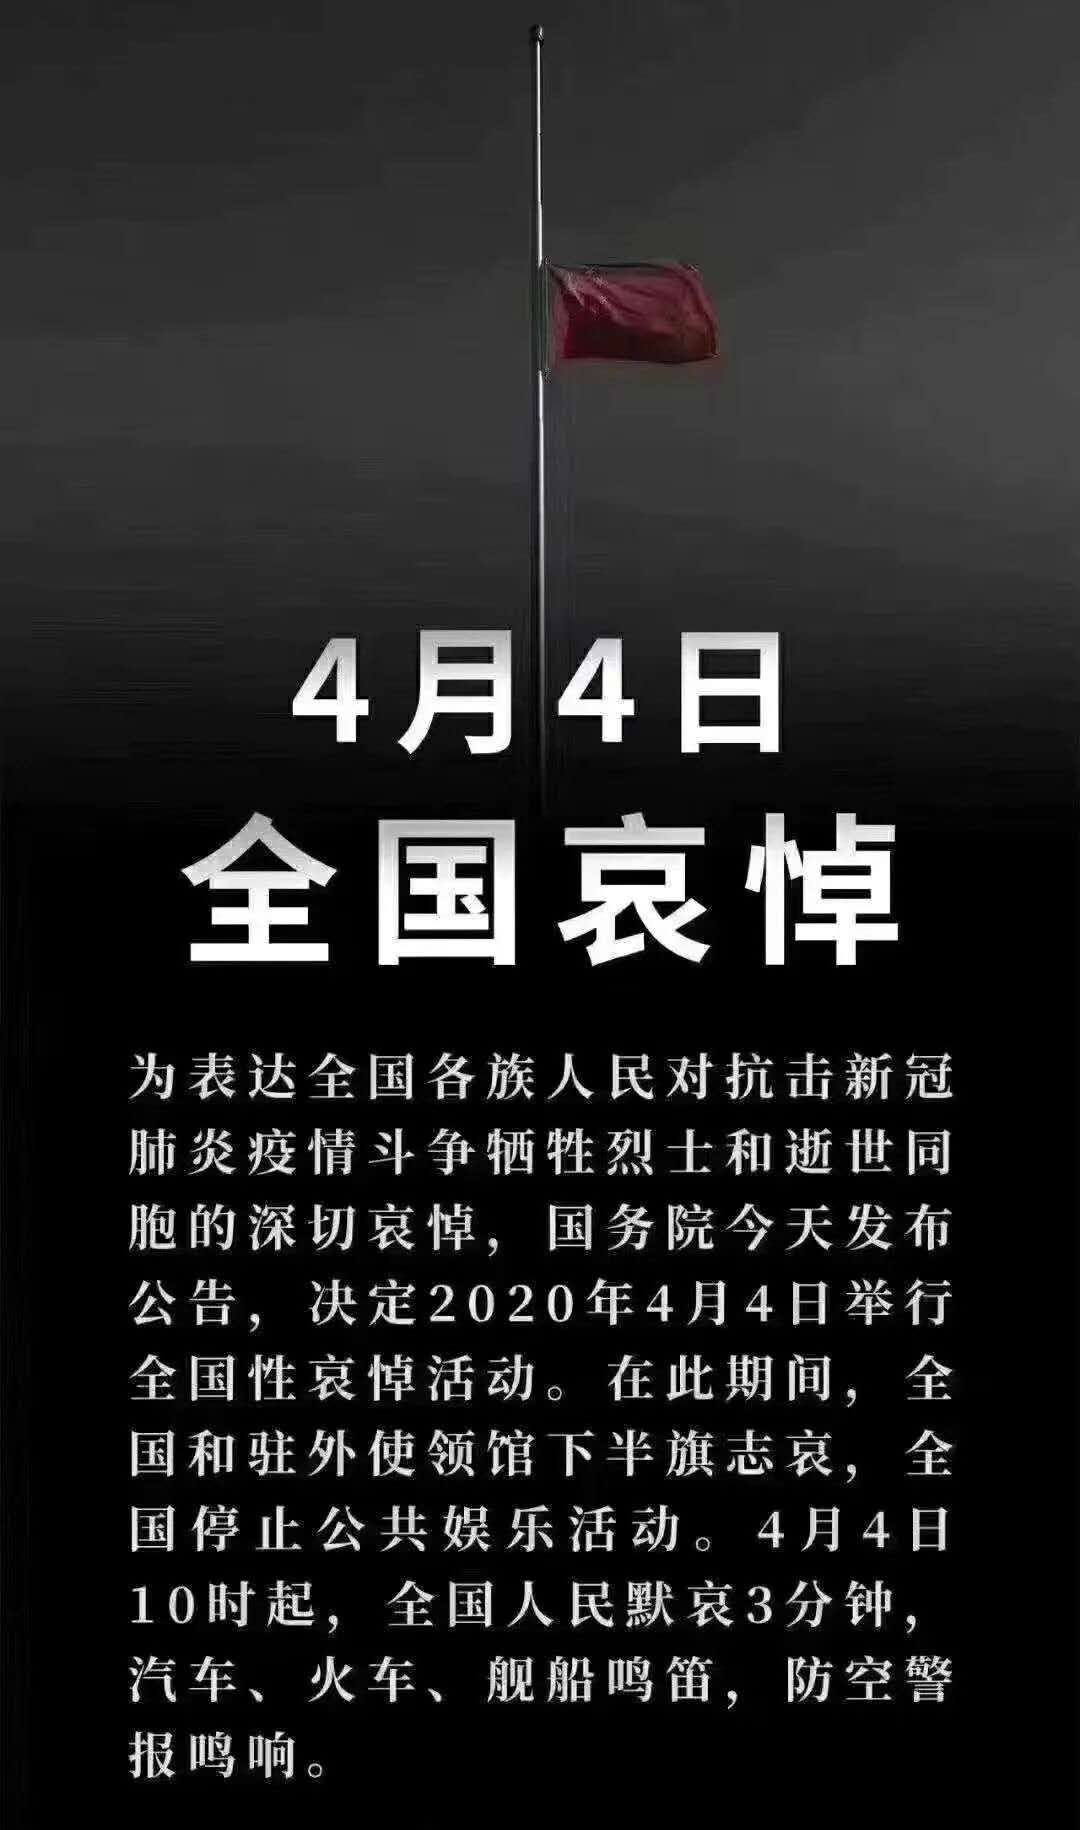 4月4日
全国哀悼
为表达全国各族人民对抗击新冠
肺炎疫情斗争牺牲烈士和逝世同
胞的深切哀悼，国务院今天发布
公告，决定2020年4月4日举行
全国性哀悼活动。在此期间，全
国和驻外使领馆下半旗志哀，全
国停止公共娱乐活动。4月4日
10时起，全国人民默哀3分钟，
汽车、火车、舰船鸣笛，防空警
报鸣响。